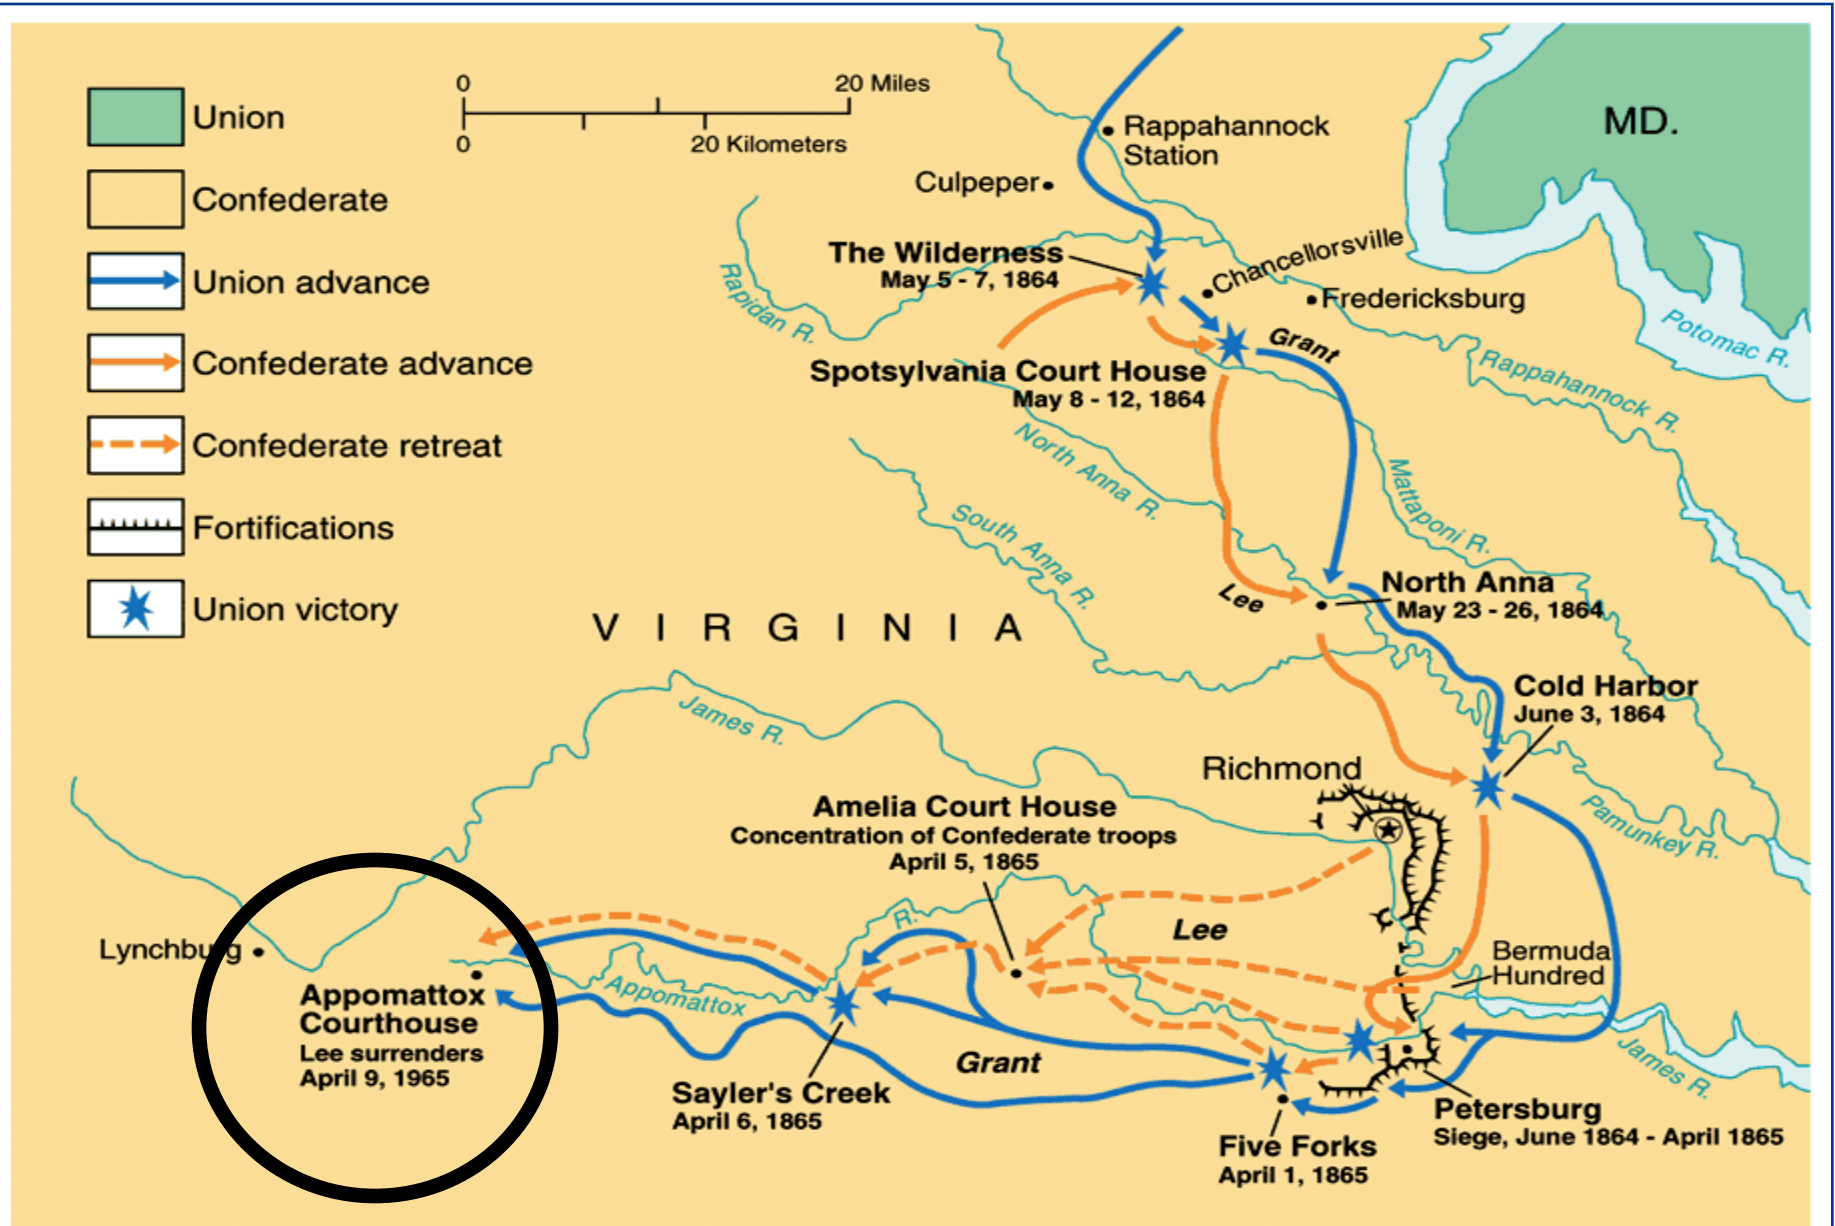 0
20 Miles
0
20 Kilometers
Union
Confederate
Union advance
Confederate advance
Confederate retreat
Fortifications
Union victory
MD.
Rappahannock
Station
Culpeper
The Wilderness
May 5 - 7, 1864
Chancellorsville
Fredericksburg
Rapidan R.
Potomac R.
Grant
Rappahannock R.
Spotsylvania Court House
May 8 - 12, 1864
North Anna R.
Mattaponi R.
South Anna R.
Lee
North Anna
May 23 - 26, 1864
VIRGINIA
Cold Harbor
June 3, 1864
James R.
Richmond
Pamunkey R.
Amelia Court House
Concentration of Confederate troops
April 5, 1865
R.
Lee
Lynchburg
Bermuda
Hundred
Appomattox
Appomattox
Courthouse
Lee surrenders
April 9, 1965
Grant
James R.
Sayler's Creek
April 6, 1865
Petersburg
Siege, June 1864 - April 1865
Five Forks
April 1, 1865